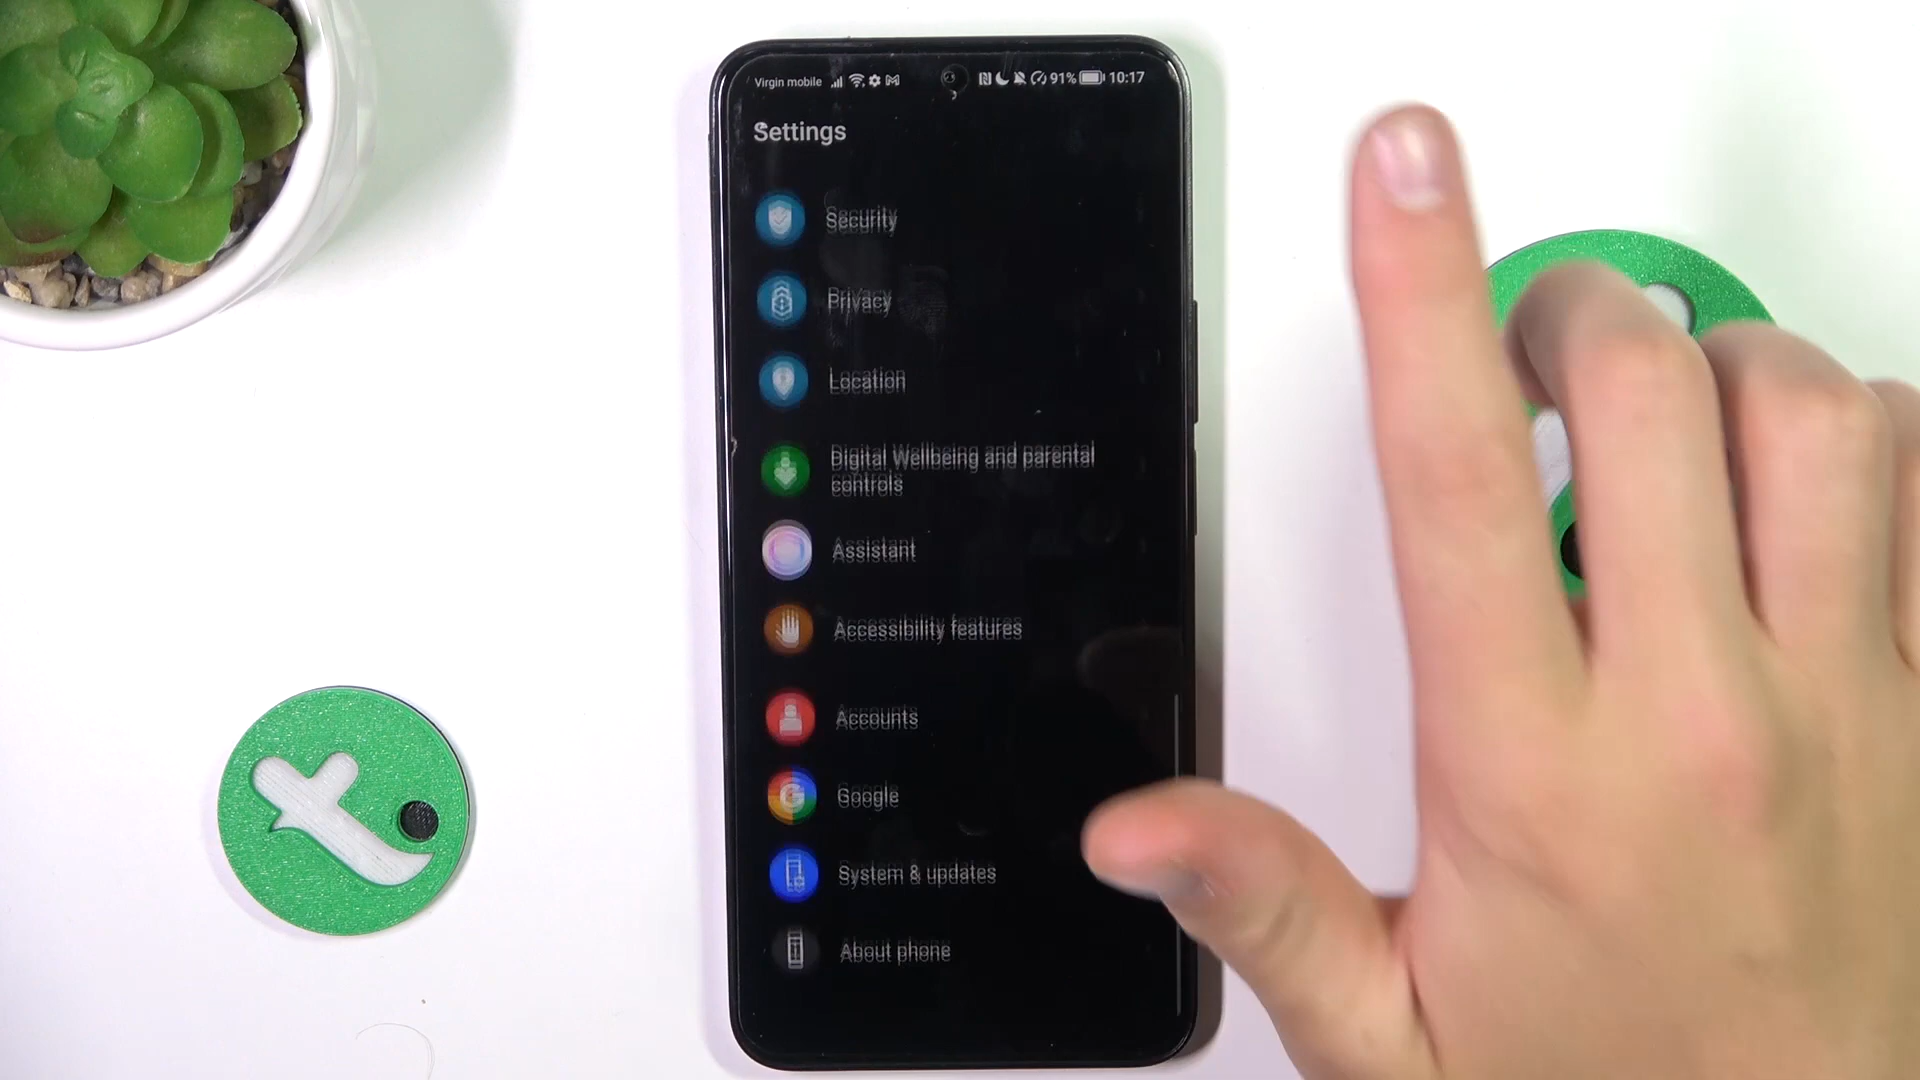 Virgin mobile 91% 10:17
Settings
Security
Privacy
Location
Digital Wellbeing and parental
controls
Assistant
Accessibility features
Accounts
Google
System & updates
About phone